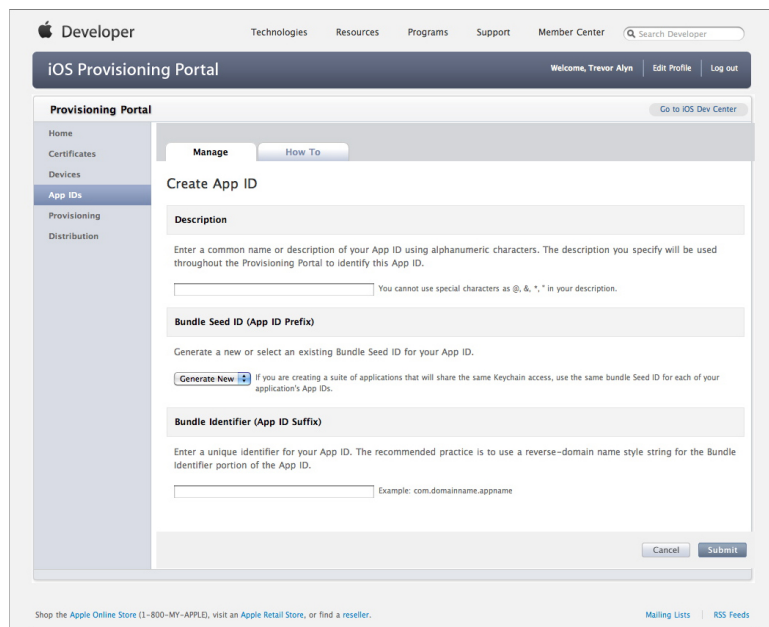 Developer
Technologies Resources Programs Support Member Center Search Developer
iOS Provisioning Portal
Welcome, Trevor Alyn Edit Profile Log out
Provisioning Portal
Go to iOS Dev Center
Home
Certificates
Devices
App IDs
Provisioning
Distribution
Manage How To
Create App ID
Description
Enter a common name or description of your App ID using alphanumeric characters. The description you specify will be used
throughout the Provisioning Portal to identify this App ID.
You cannot use special characters as @, &, *, " in your description.
Bundle Seed ID (App ID Prefix)
Generate a new or select an existing Bundle Seed ID for your App ID.
Generate New
If you are creating a suite of applications that will share the same Keychain access, use the same bundle Seed ID for each of your
application's App IDs.
Bundle Identifier (App ID Suffix)
Enter a unique identifier for your App ID. The recommended practice is to use a reverse-domain name style string for the Bundle
Identifier portion of the App ID.
Example: com.domainname.appname
Cancel Submit
Shop the Apple Online Store (1-800-MY-APPLE), visit an Apple Retail Store, or find a reseller.
Mailing Lists RSS Feeds